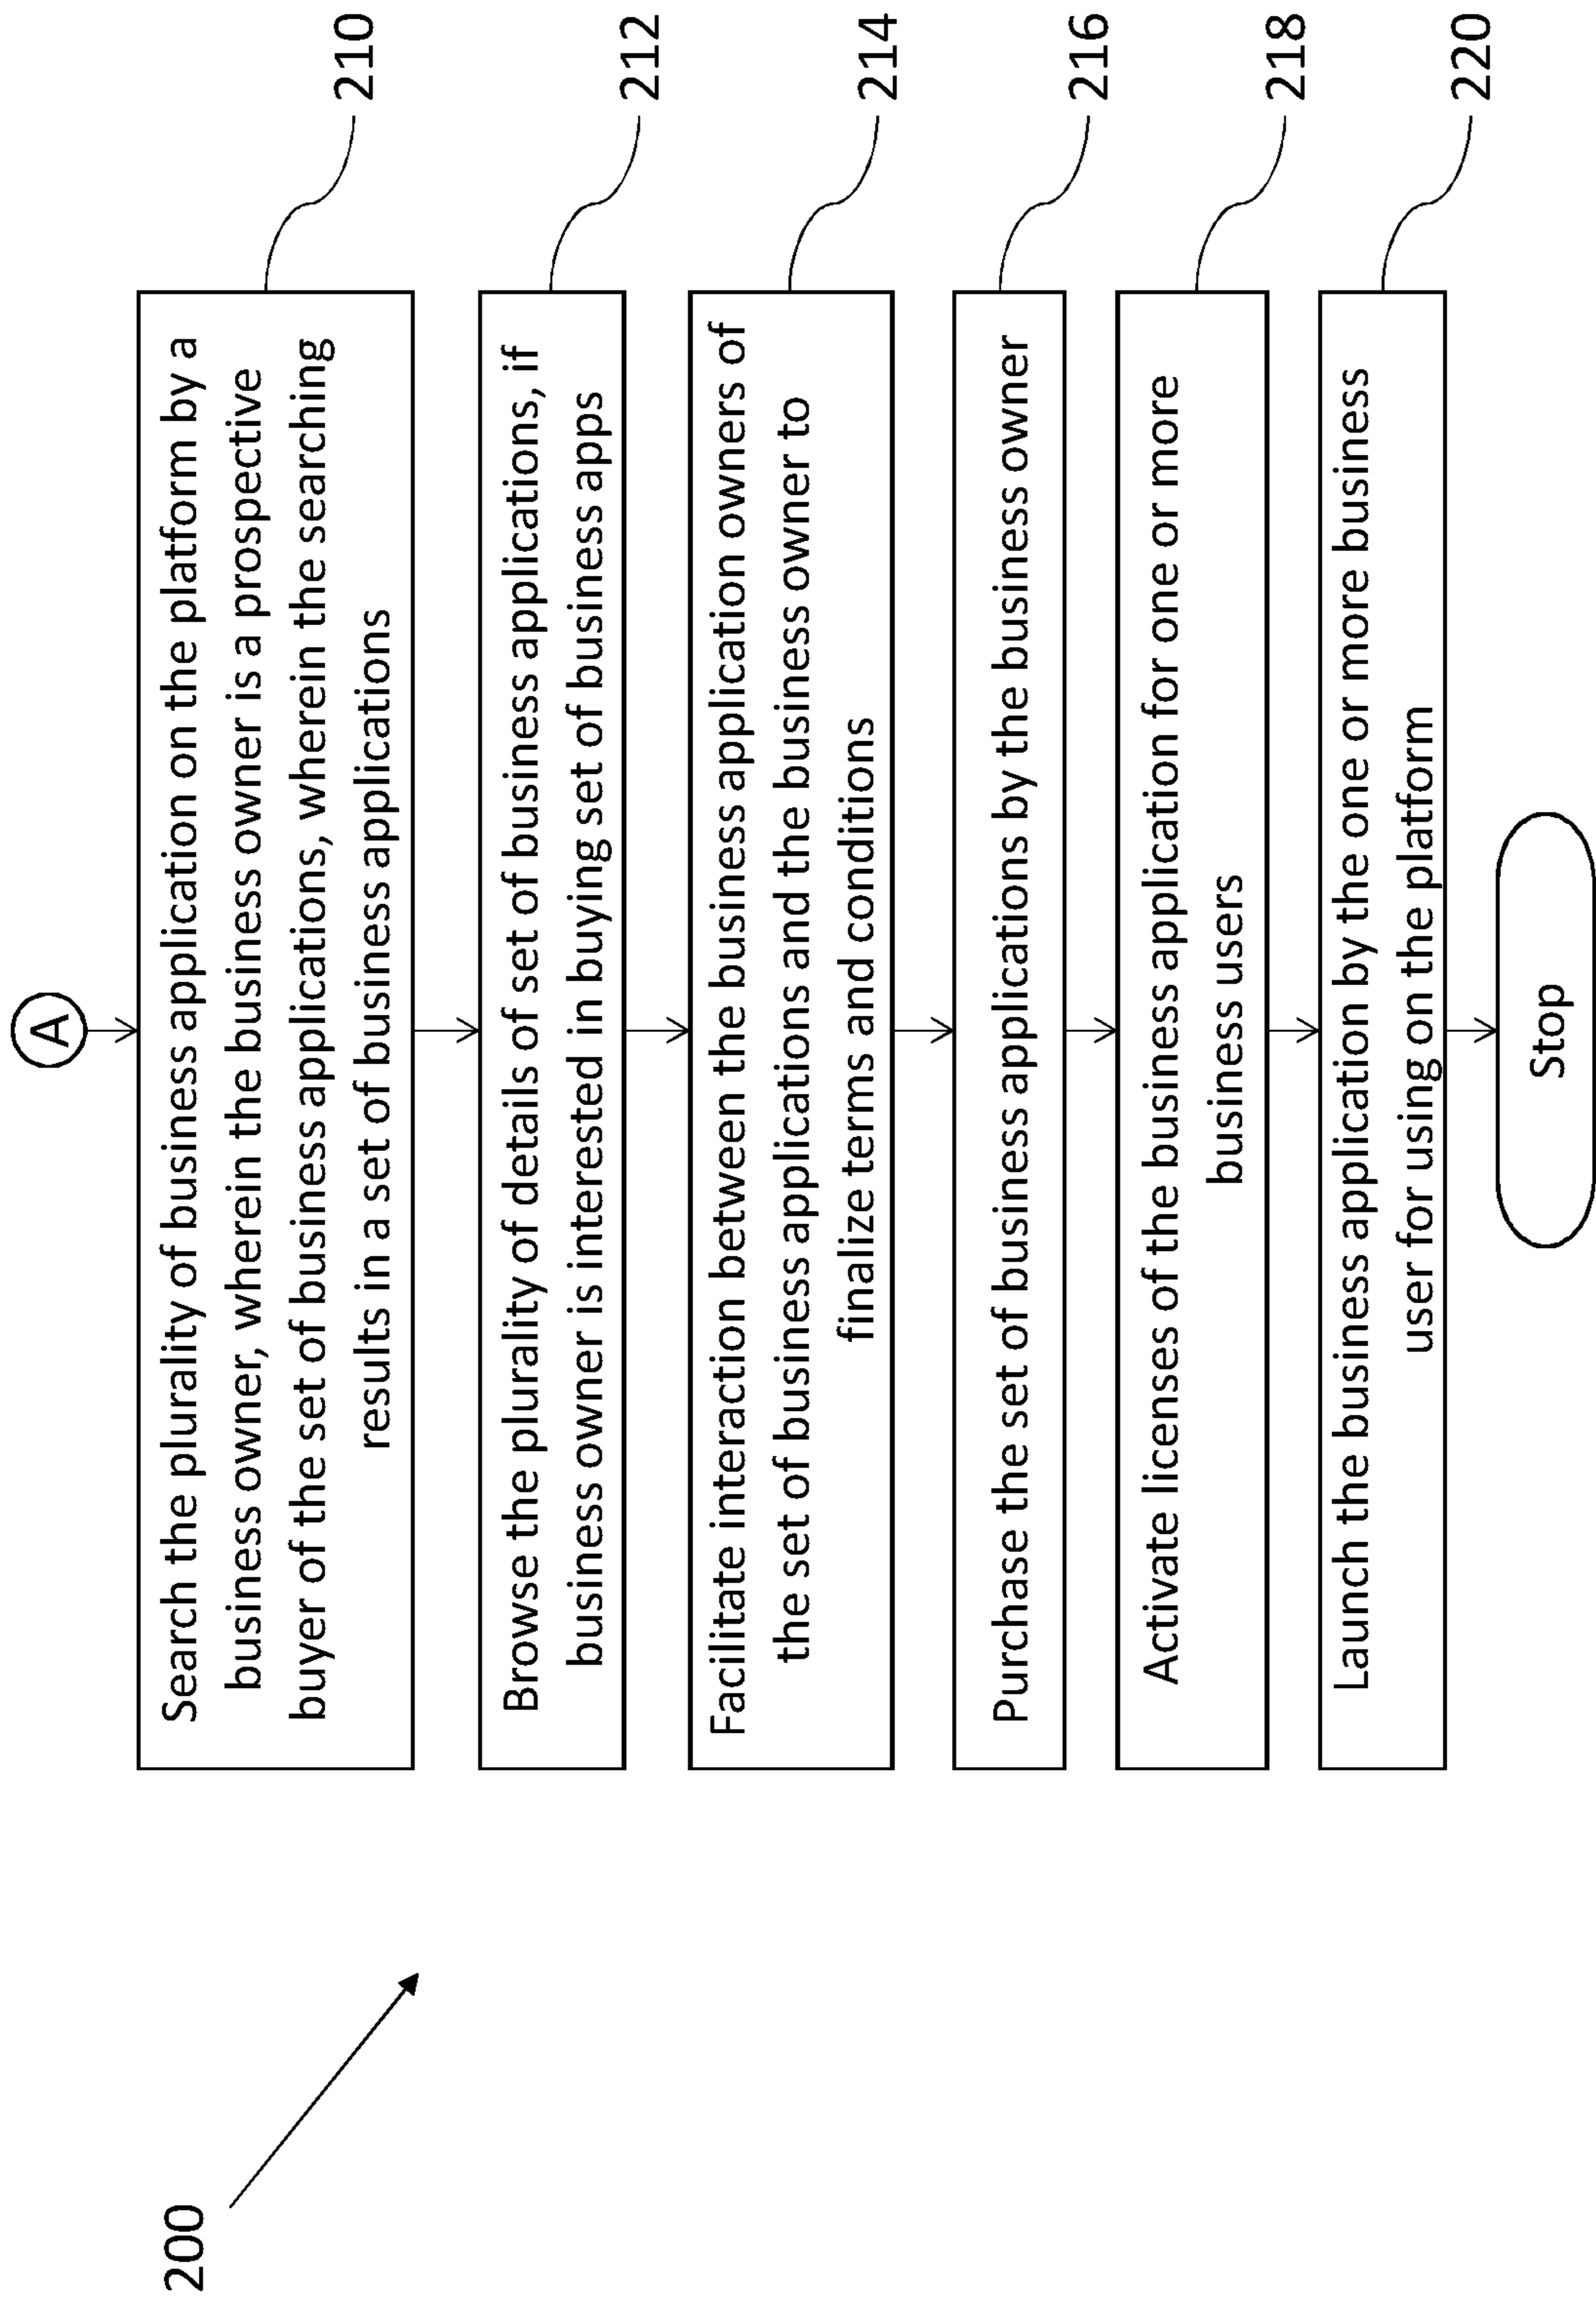 A
Search the plurality of business application on the platform by a
business owner, wherein the business owner is a prospective
buyer of the set of business applications, wherein the searching
results in a set of business applications
210
Browse the plurality of details of set of business applications, if
business owner is interested in buying set of business apps
212
Facilitate interaction between the business application owners of
the set of business applications and the business owner to
finalize terms and conditions
214
Purchase the set of business applications by the business owner
216
Activate licenses of the business application for one or more
business users
218
Launch the business application by the one or more business
user for using on the platform
220
Stop
200